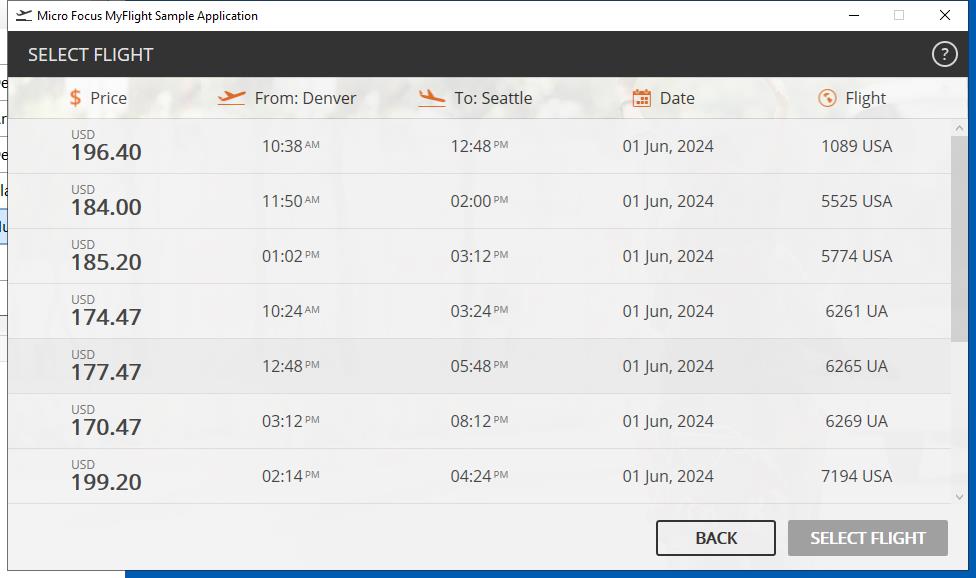 Micro Focus MyFlight Sample Application
SELECT FLIGHT ?
$ Price From: Denver To: Seattle Date Flight
USD
196.40 10:38 AM 12:48 PM 01 Jun, 2024 1089 USA
USD
184.00 11:50 AM 02:00 PM 01 Jun, 2024 5525 USA
USD
185.20 01:02 PM 03:12 PM 01 Jun, 2024 5774 USA
USD
174.47 10:24 AM 03:24 PM 01 Jun, 2024 6261 UA
USD
177.47 12:48 PM 05:48 PM 01 Jun, 2024 6265 UA
USD
170.47 03:12 PM 08:12 PM 01 Jun, 2024 6269 UA
USD
199.20 02:14 PM 04:24 PM 01 Jun, 2024 7194 USA
BACK SELECT FLIGHT